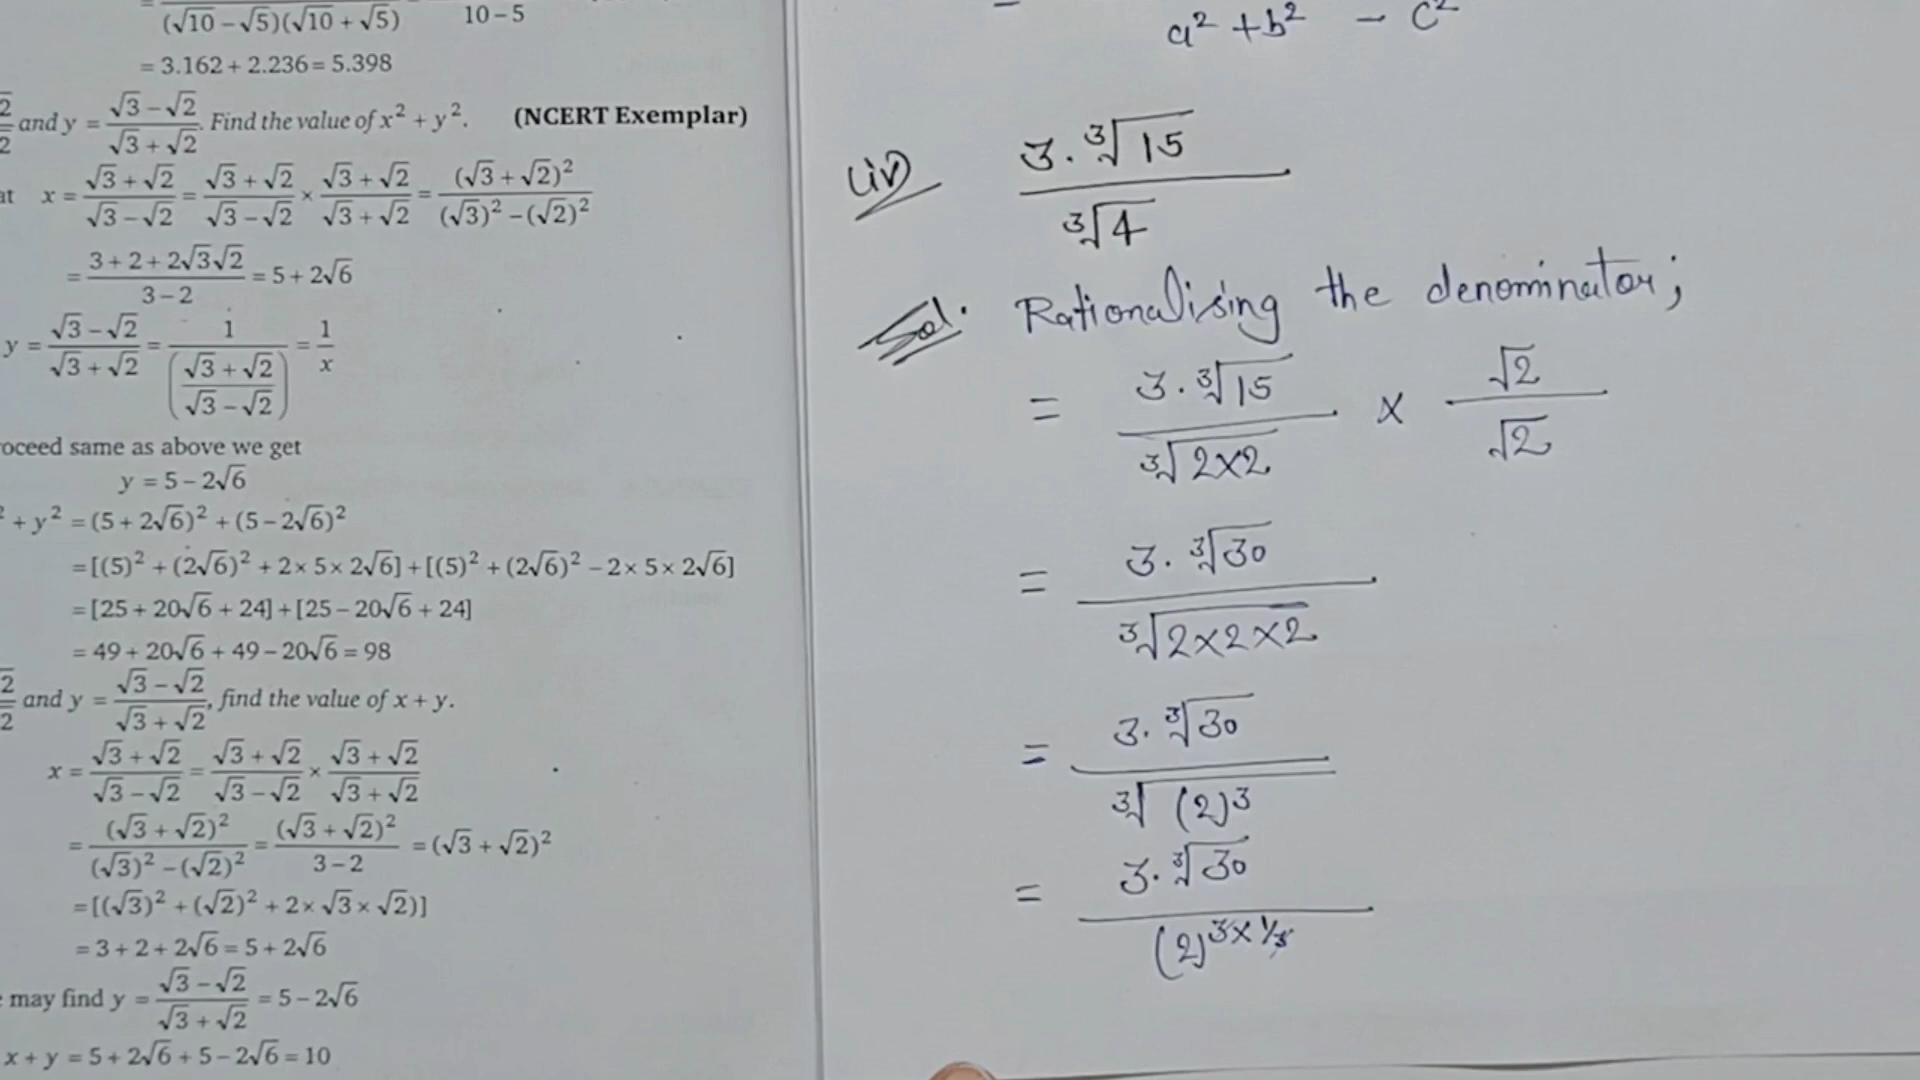 = (√10 − √5)(√10 + √5)   10 − 5
= 3.162 + 2.236 = 5.398
and y = (√3 − √2)/(√3 + √2). Find the value of x² + y². (NCERT Exemplar)
at x = (√3 + √2)/(√3 − √2) = (√3 + √2)/(√3 − √2) × (√3 + √2)/(√3 + √2) = (√3 + √2)²/((√3)² − (√2)²)
= (3 + 2 + 2√3√2)/(3 − 2) = 5 + 2√6
y = (√3 − √2)/(√3 + √2) = 1/((√3 + √2)/(√3 − √2)) = 1/x
oceed same as above we get
y = 5 − 2√6
² + y² = (5 + 2√6)² + (5 − 2√6)²
= [(5)² + (2√6)² + 2 × 5 × 2√6] + [(5)² + (2√6)² − 2 × 5 × 2√6]
= [25 + 20√6 + 24] + [25 − 20√6 + 24]
= 49 + 20√6 + 49 − 20√6 = 98
and y = (√3 − √2)/(√3 + √2), find the value of x + y.
x = (√3 + √2)/(√3 − √2) = (√3 + √2)/(√3 − √2) × (√3 + √2)/(√3 + √2)
= (√3 + √2)²/((√3)² − (√2)²) = (√3 + √2)²/(3 − 2) = (√3 + √2)²
= [(√3)² + (√2)² + 2 × √3 × √2)]
= 3 + 2 + 2√6 = 5 + 2√6
may find y = (√3 − √2)/(√3 + √2) = 5 − 2√6
x + y = 5 + 2√6 + 5 − 2√6 = 10
a² + b² − c²
(iv) 3.∛15/∛4
Sol. Rationalising the denominator;
= 3.∛15/∛(2×2) × √2/√2
= 3.∛30/∛(2×2×2)
= 3.∛30/∛(2)³
= 3.∛30/(2)^(3×1/3)